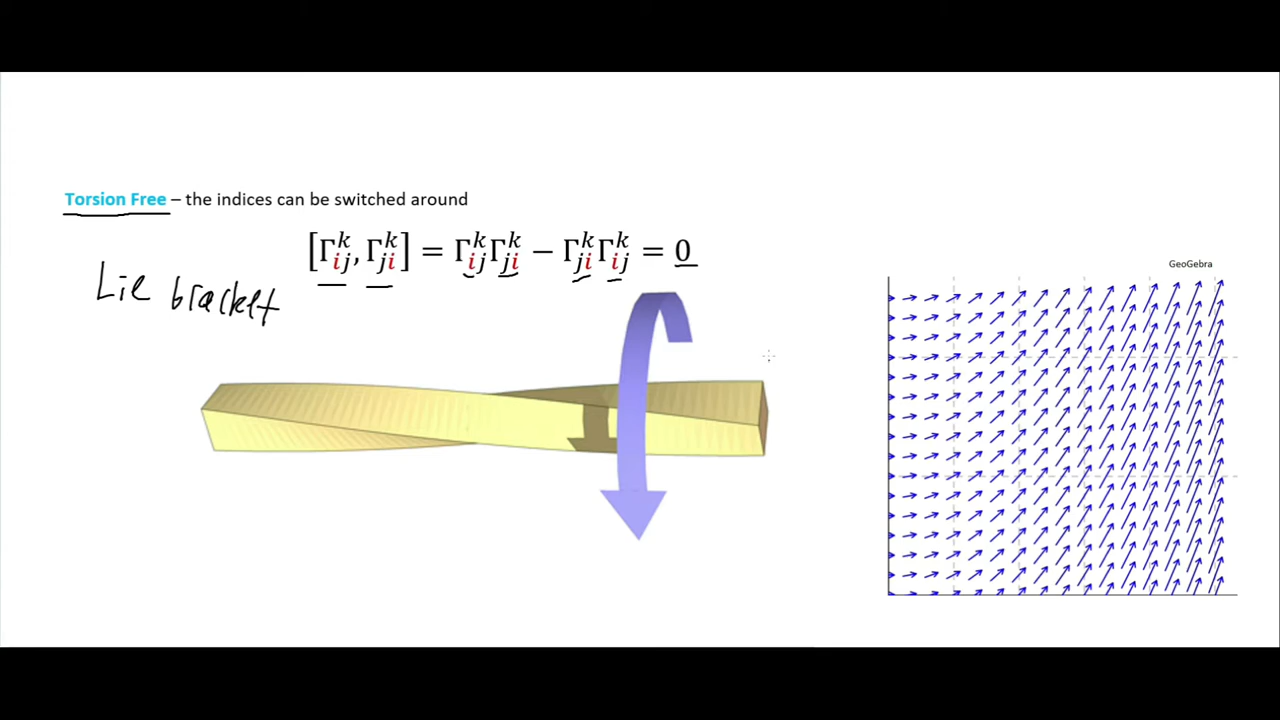 Torsion Free – the indices can be switched around
[Γᵏᵢⱼ, Γᵏⱼᵢ] = ΓᵏᵢⱼΓᵏⱼᵢ − ΓᵏⱼᵢΓᵏᵢⱼ = 0
Lie bracket
GeoGebra